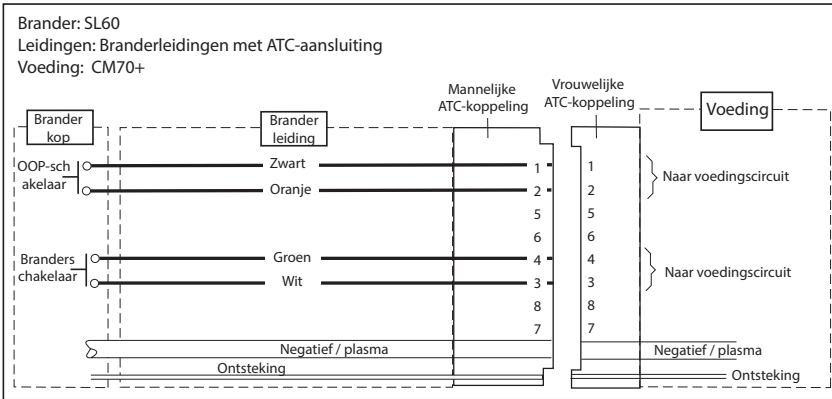 Brander: SL60
Leidingen: Branderleidingen met ATC-aansluiting
Voeding: CM70+
Mannelijke
ATC-koppeling
Vrouwelijke
ATC-koppeling
Voeding
Brander
kop
Brander
leiding
OOP-sch
akelaar
Zwart
1
1
Naar voedingscircuit
Oranje
2
2
5
5
6
6
Branders
chakelaar
Groen
4
4
Naar voedingscircuit
Wit
3
3
8
8
7
7
Negatief / plasma
Negatief / plasma
Ontsteking
Ontsteking